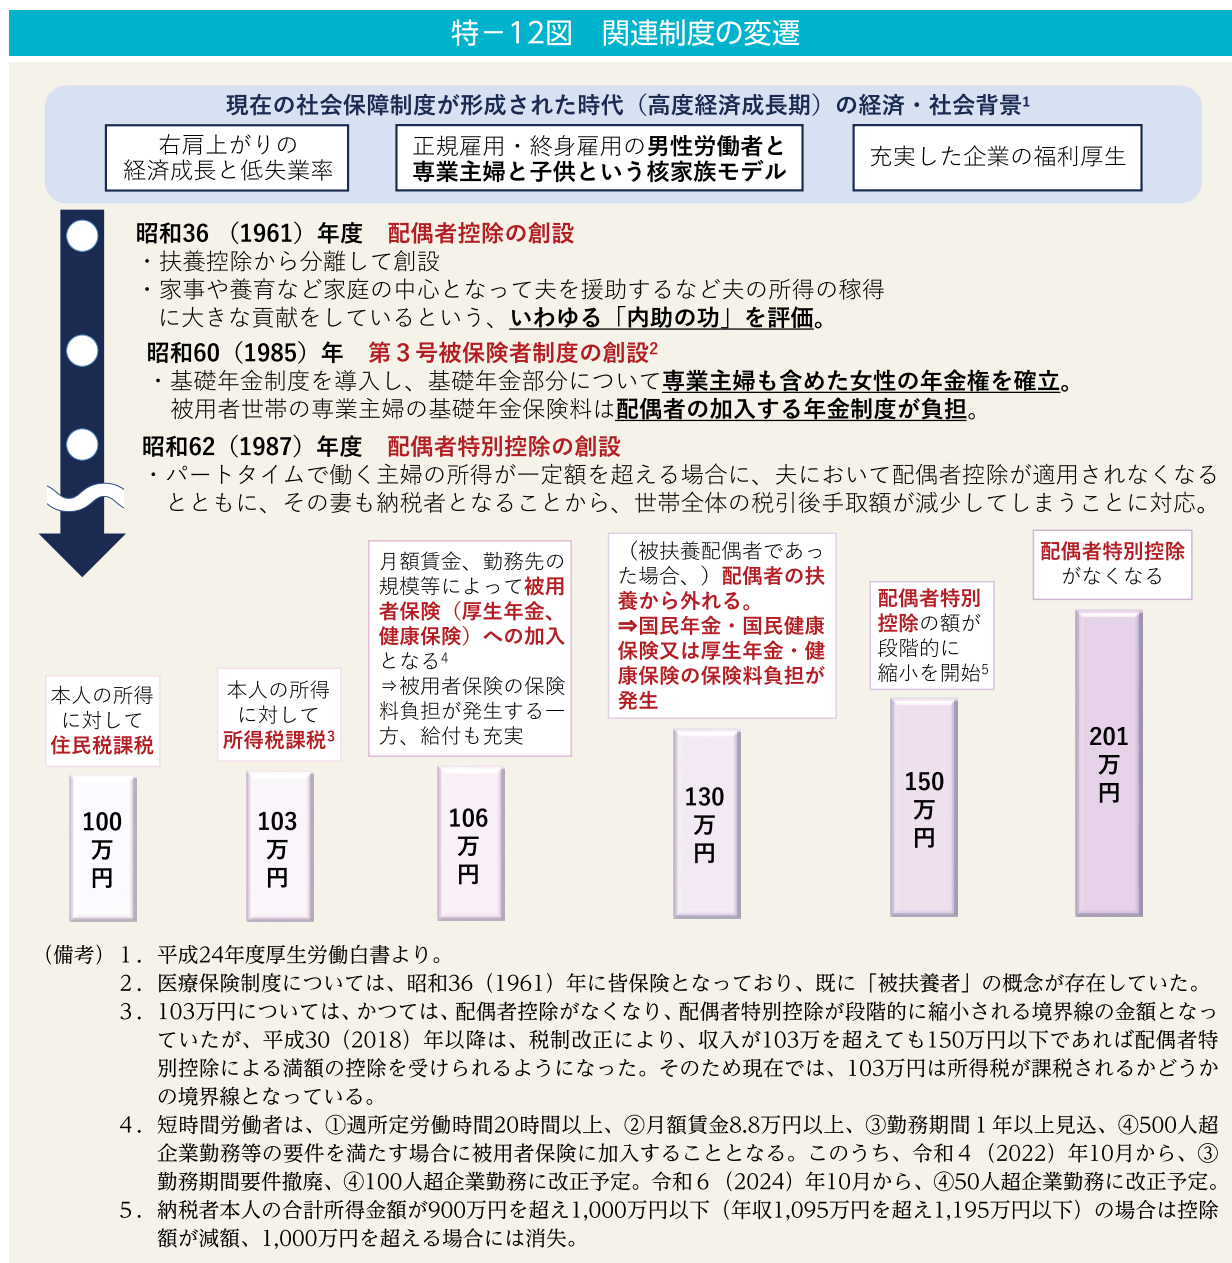 特－12図　関連制度の変遷
現在の社会保障制度が形成された時代（高度経済成長期）の経済・社会背景¹
右肩上がりの
経済成長と低失業率
正規雇用・終身雇用の男性労働者と
専業主婦と子供という核家族モデル
充実した企業の福利厚生
昭和36 （1961）年度　配偶者控除の創設
・扶養控除から分離して創設
・家事や養育など家庭の中心となって夫を援助するなど夫の所得の稼得
に大きな貢献をしているという、いわゆる「内助の功」を評価。
昭和60（1985）年　第３号被保険者制度の創設²
・基礎年金制度を導入し、基礎年金部分について専業主婦も含めた女性の年金権を確立。
被用者世帯の専業主婦の基礎年金保険料は配偶者の加入する年金制度が負担。
昭和62（1987）年度　配偶者特別控除の創設
・パートタイムで働く主婦の所得が一定額を超える場合に、夫において配偶者控除が適用されなくなる
とともに、その妻も納税者となることから、世帯全体の税引後手取額が減少してしまうことに対応。
本人の所得
に対して
住民税課税
100
万
円
本人の所得
に対して
所得税課税³
103
万
円
月額賃金、勤務先の
規模等によって被用
者保険（厚生年金、
健康保険）への加入
となる⁴
⇒被用者保険の保険
料負担が発生する一
方、給付も充実
106
万
円
（被扶養配偶者であっ
た場合、）配偶者の扶
養から外れる。
⇒国民年金・国民健康
保険又は厚生年金・健
康保険の保険料負担が
発生
130
万
円
配偶者特別
控除の額が
段階的に
縮小を開始⁵
150
万
円
配偶者特別控除
がなくなる
201
万
円
（備考）１．平成24年度厚生労働白書より。
２．医療保険制度については、昭和36（1961）年に皆保険となっており、既に「被扶養者」の概念が存在していた。
３．103万円については、かつては、配偶者控除がなくなり、配偶者特別控除が段階的に縮小される境界線の金額となっ
ていたが、平成30（2018）年以降は、税制改正により、収入が103万を超えても150万円以下であれば配偶者特
別控除による満額の控除を受けられるようになった。そのため現在では、103万円は所得税が課税されるかどうか
の境界線となっている。
４．短時間労働者は、①週所定労働時間20時間以上、②月額賃金8.8万円以上、③勤務期間１年以上見込、④500人超
企業勤務等の要件を満たす場合に被用者保険に加入することとなる。このうち、令和４（2022）年10月から、③
勤務期間要件撤廃、④100人超企業勤務に改正予定。令和６（2024）年10月から、④50人超企業勤務に改正予定。
５．納税者本人の合計所得金額が900万円を超え1,000万円以下（年収1,095万円を超え1,195万円以下）の場合は控除
額が減額、1,000万円を超える場合には消失。